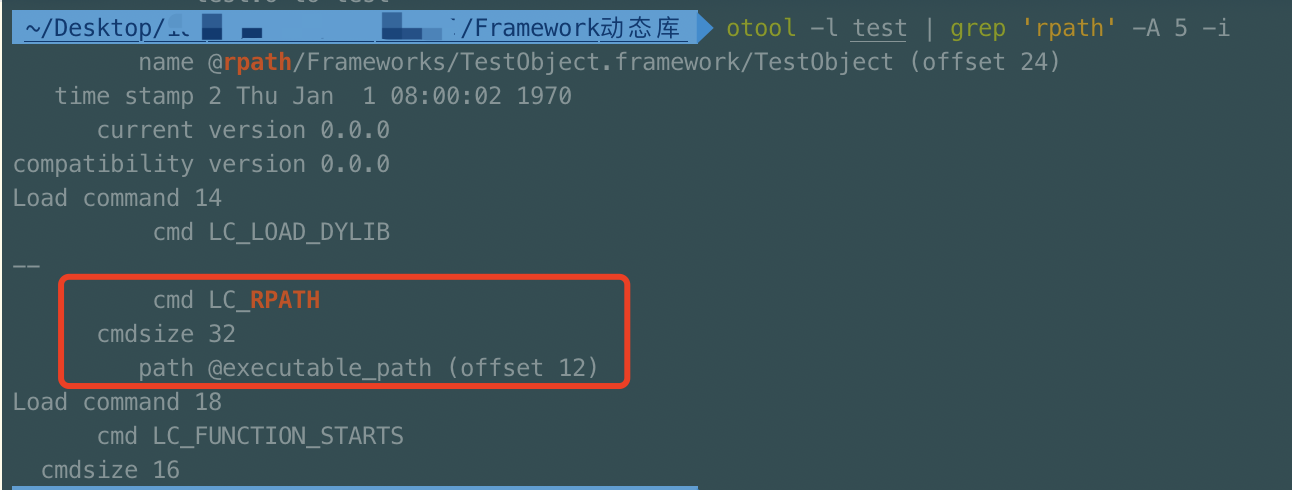 ~/Desktop/ /Framework动态库 otool -l test | grep 'rpath' -A 5 -i
name @rpath/Frameworks/TestObject.framework/TestObject (offset 24)
time stamp 2 Thu Jan  1 08:00:02 1970
current version 0.0.0
compatibility version 0.0.0
Load command 14
cmd LC_LOAD_DYLIB
--
cmd LC_RPATH
cmdsize 32
path @executable_path (offset 12)
Load command 18
cmd LC_FUNCTION_STARTS
cmdsize 16